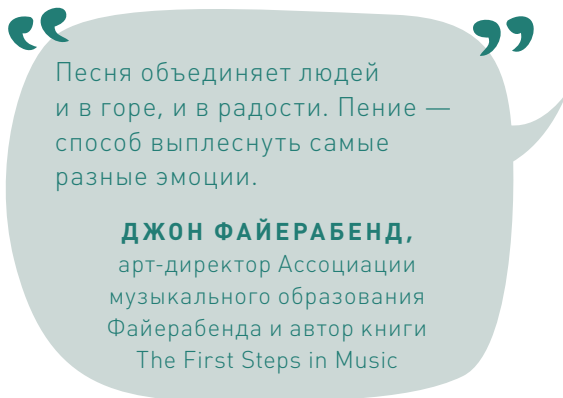 “
”
Песня объединяет людей
и в горе, и в радости. Пение —
способ выплеснуть самые
разные эмоции.
ДЖОН ФАЙЕРАБЕНД,
арт-директор Ассоциации
музыкального образования
Файерабенда и автор книги
The First Steps in Music